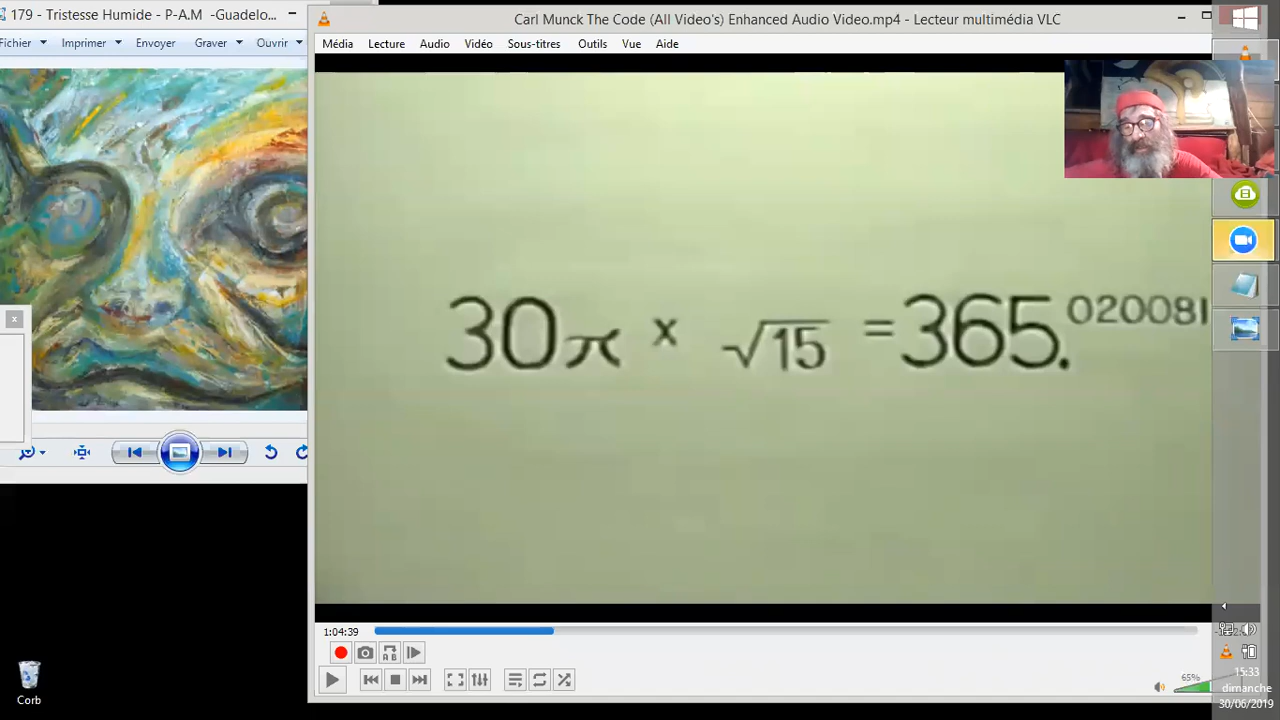 179 - Tristesse Humide - P-A.M -Guadelo...
Fichier Imprimer Envoyer Graver Ouvrir
Carl Munck The Code (All Video's) Enhanced Audio Video.mp4 - Lecteur multimédia VLC
Média Lecture Audio Vidéo Sous-titres Outils Vue Aide
30π x √15 = 365.020081
1:04:39
65%
Corb
15:33
dimanche
30/06/2019